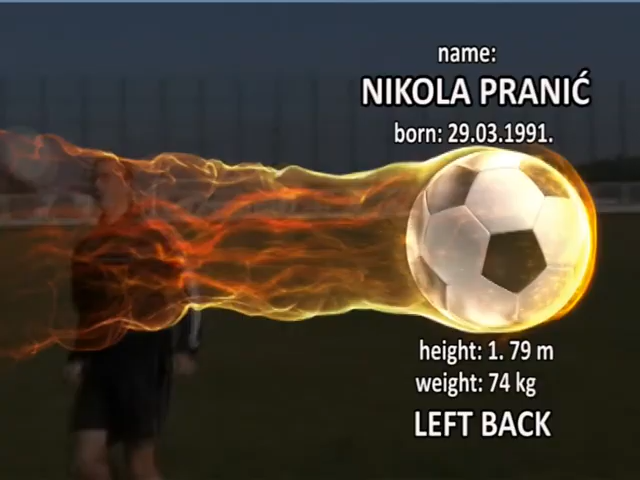 name:
NIKOLA PRANIĆ
born: 29.03.1991.
height: 1. 79 m
weight: 74 kg
LEFT BACK